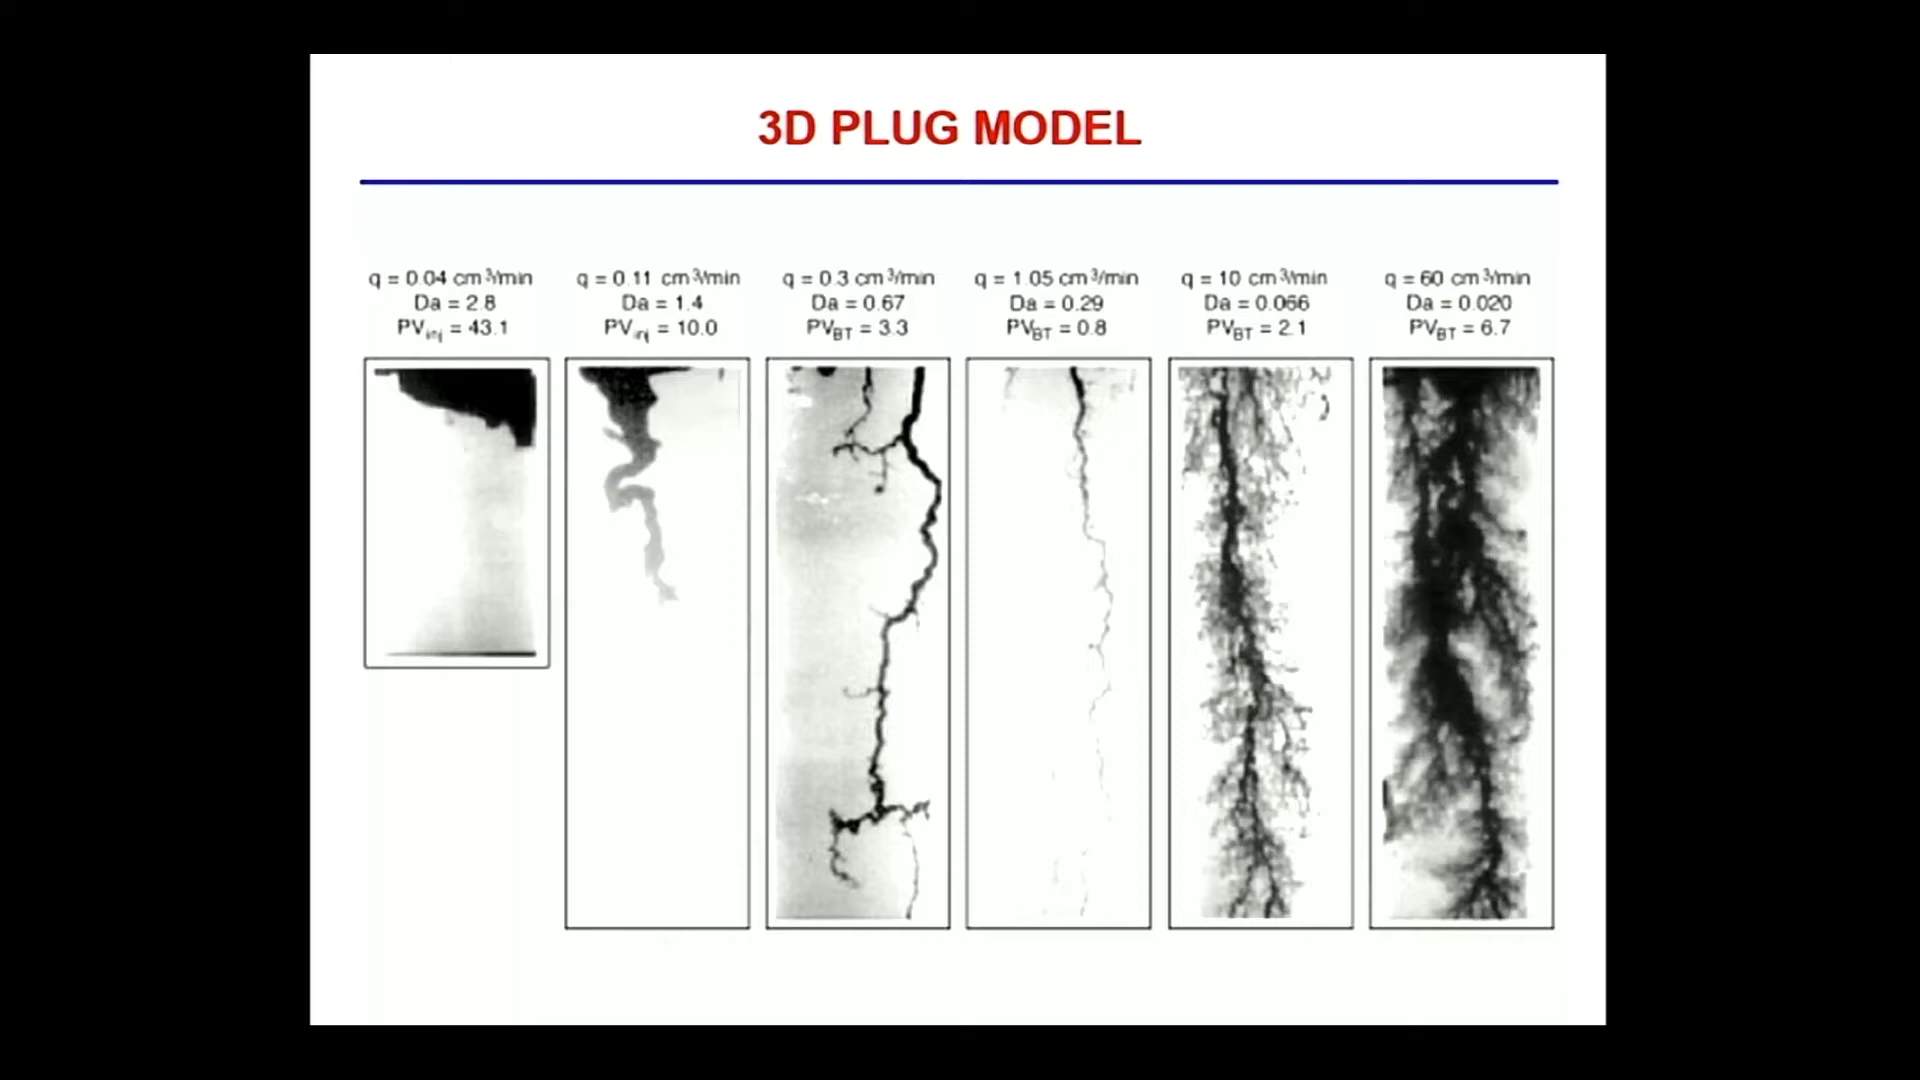 3D PLUG MODEL
q = 0.04 cm³/min
Da = 2.8
PVinj = 43.1
q = 0.11 cm³/min
Da = 1.4
PVinj = 10.0
q = 0.3 cm³/min
Da = 0.67
PVBT = 3.3
q = 1.05 cm³/min
Da = 0.29
PVBT = 0.8
q = 10 cm³/min
Da = 0.066
PVBT = 2.1
q = 60 cm³/min
Da = 0.020
PVBT = 6.7